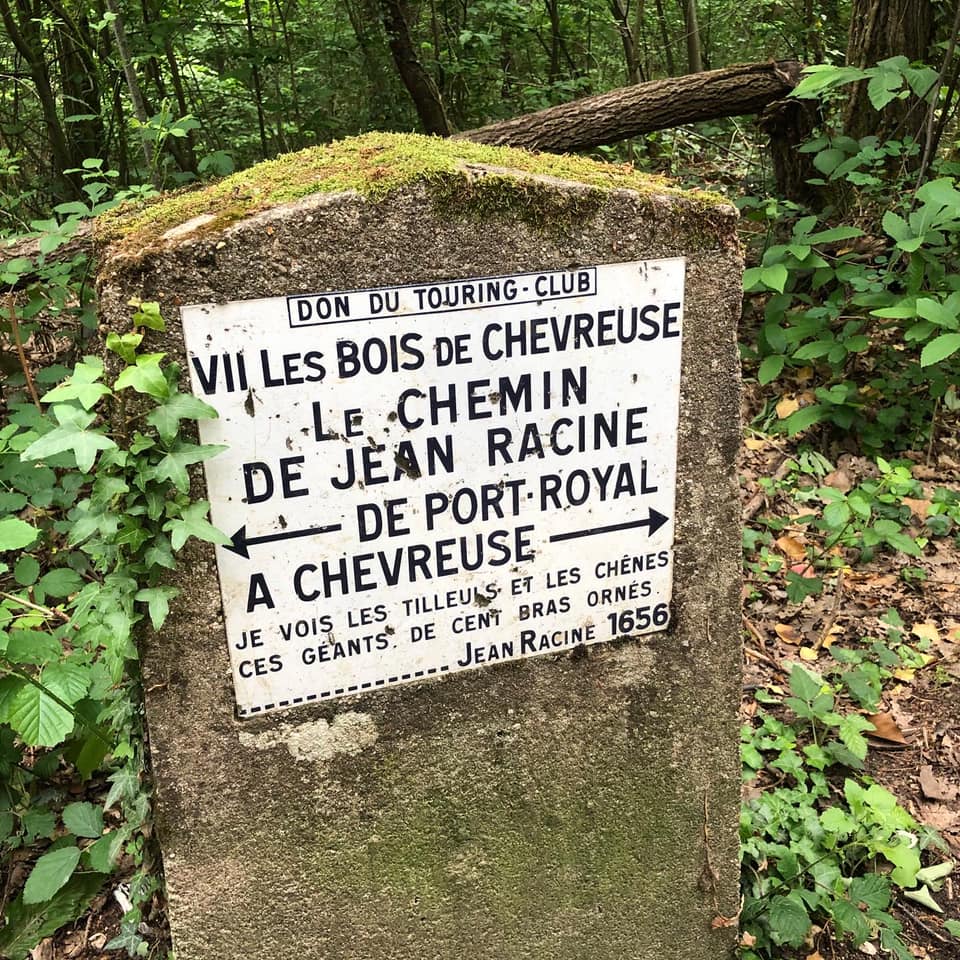 DON DU TOURING-CLUB
VII LES BOIS DE CHEVREUSE
LE CHEMIN
DE JEAN RACINE
DE PORT-ROYAL
A CHEVREUSE
JE VOIS LES TILLEULS ET LES CHÊNES
CES GÉANTS. DE CENT BRAS ORNÉS.
JEAN RACINE 1656